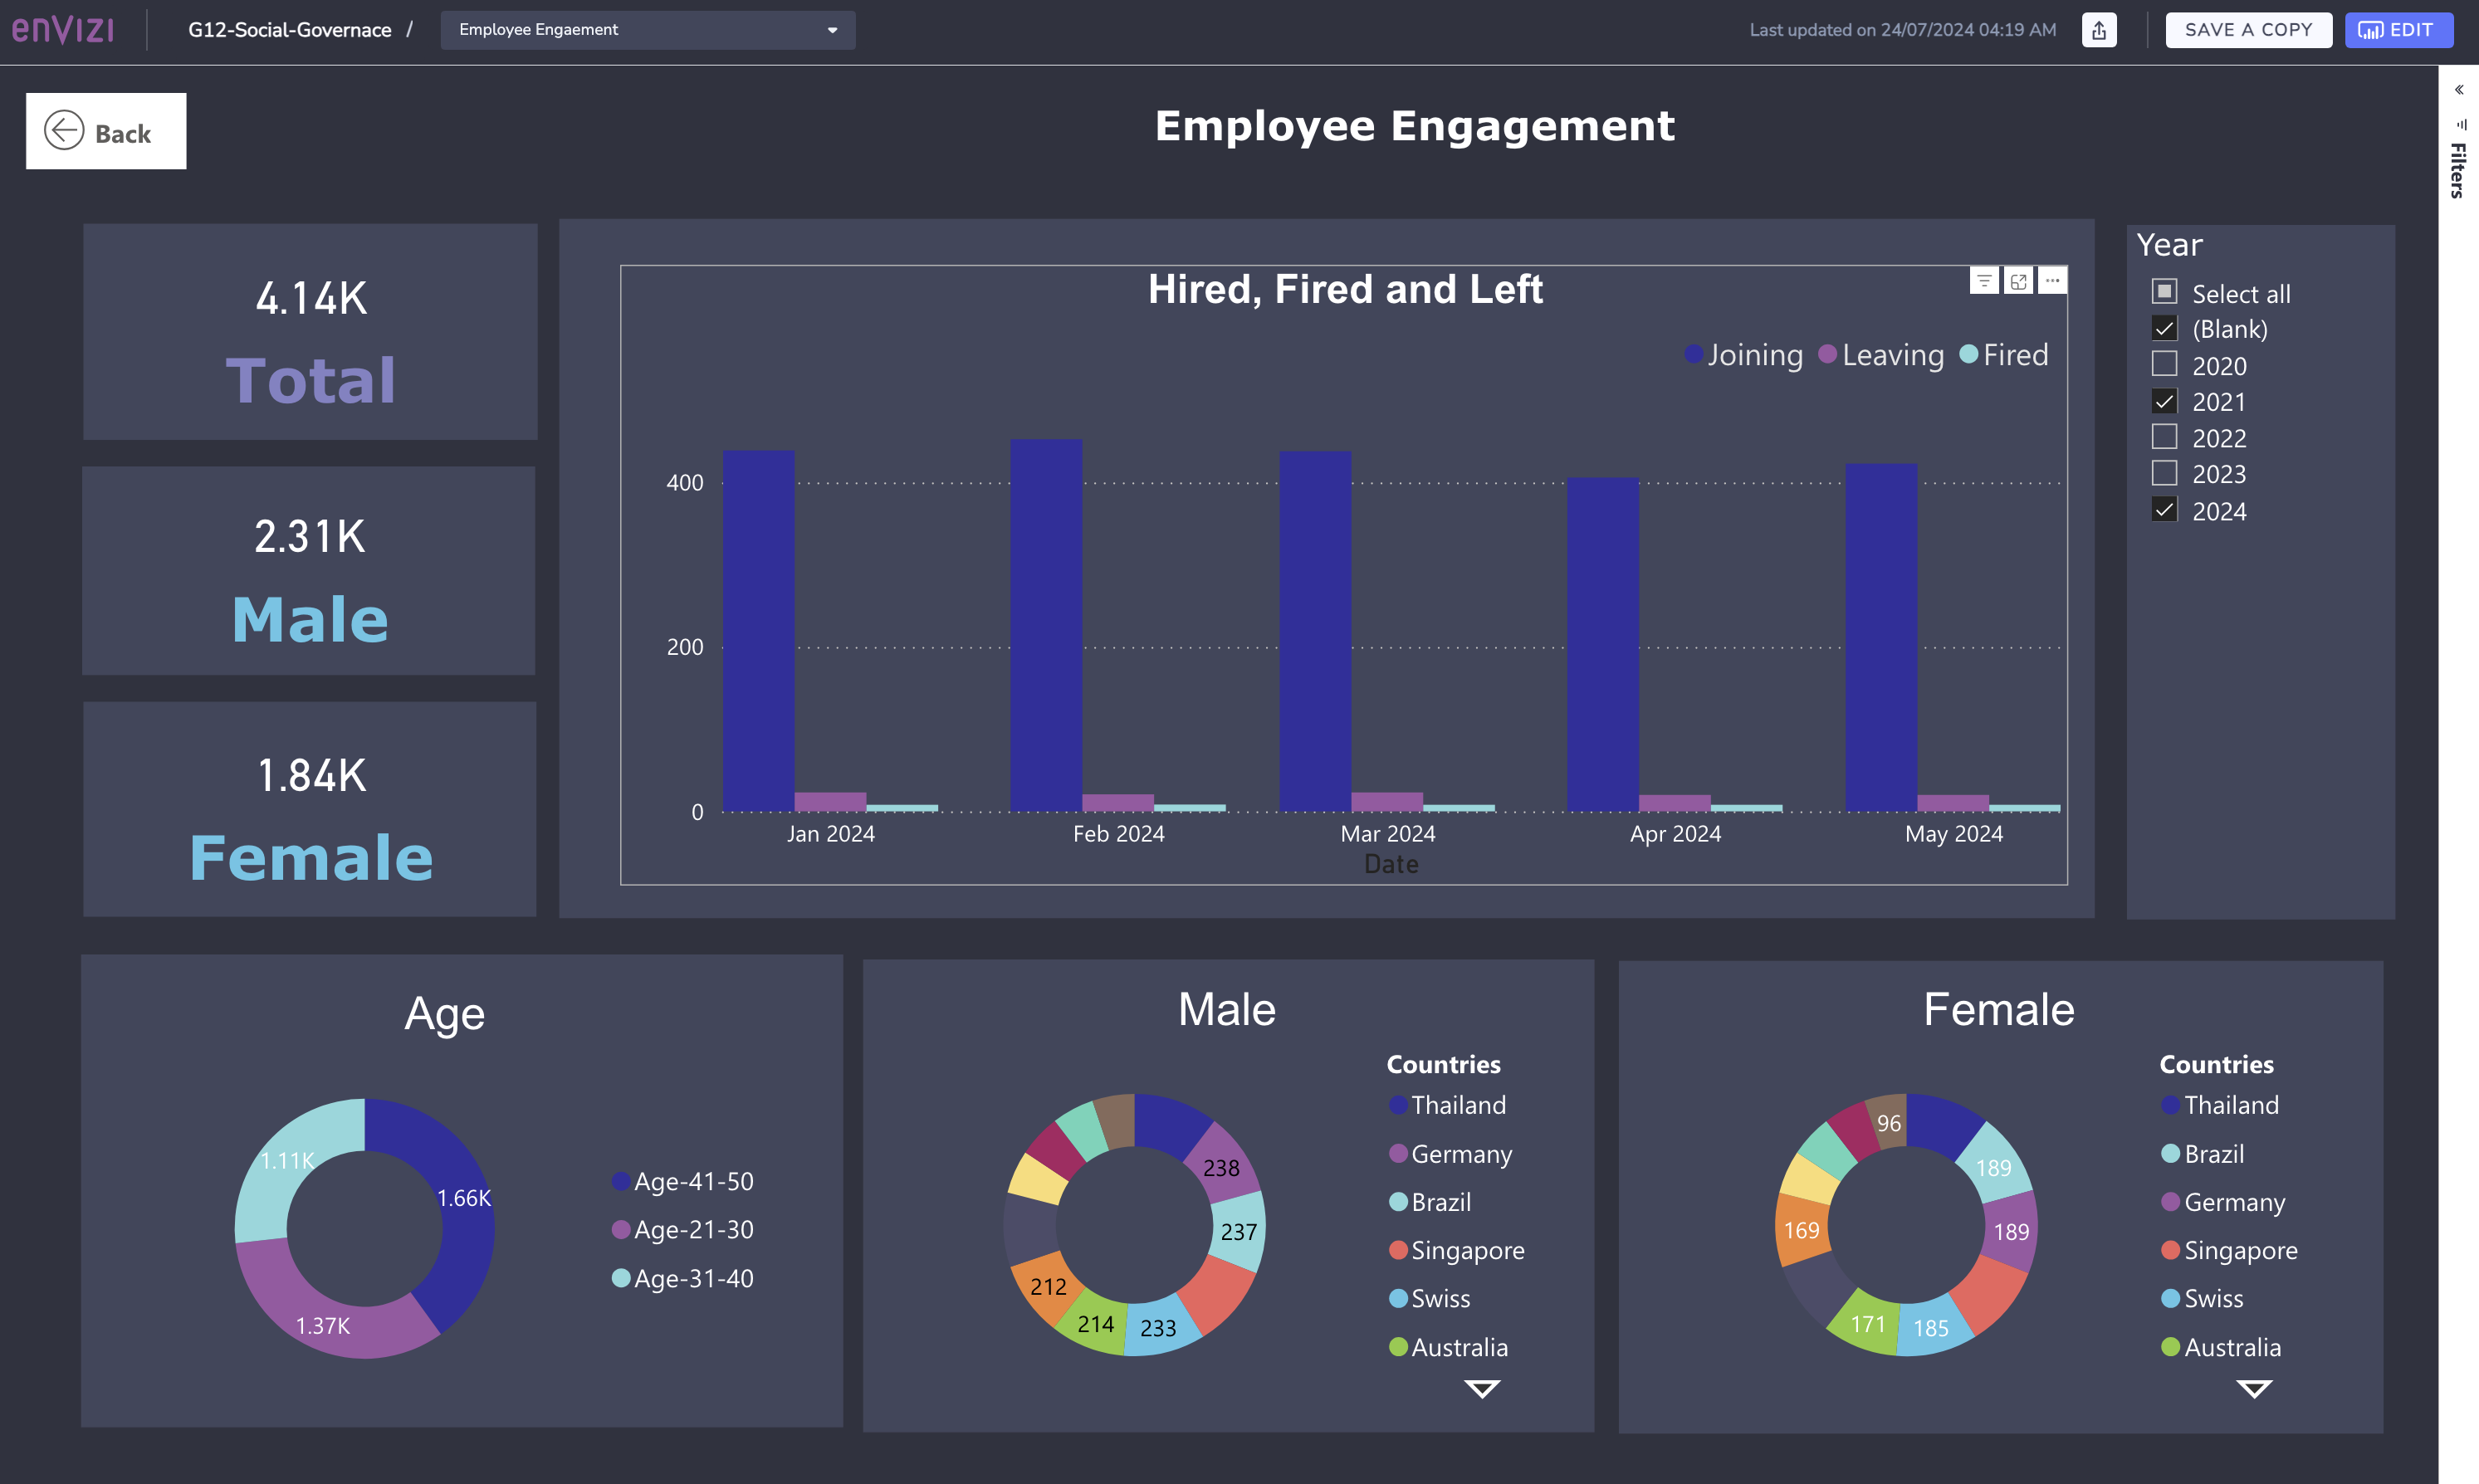 enVizi
G12-Social-Governace /
Employee Engaement
Last updated on 24/07/2024 04:19 AM
SAVE A COPY
EDIT
Filters
Back
Employee Engagement
4.14K
Total
2.31K
Male
1.84K
Female
Hired, Fired and Left
Joining Leaving Fired
400
200
0
Jan 2024 Feb 2024 Mar 2024 Apr 2024 May 2024
Date
Year
Select all
(Blank)
2020
2021
2022
2023
2024
Age
1.11K
1.66K
1.37K
Age-41-50
Age-21-30
Age-31-40
Male
238
237
212
214
233
Countries
Thailand
Germany
Brazil
Singapore
Swiss
Australia
Female
96
189
169
189
171
185
Countries
Thailand
Brazil
Germany
Singapore
Swiss
Australia